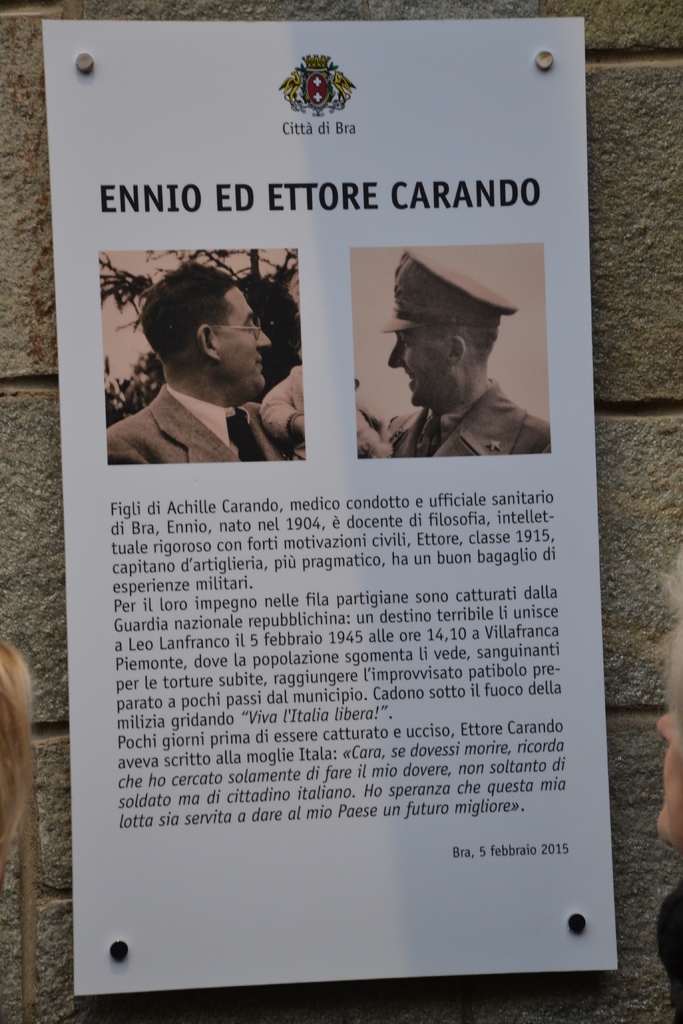 Città di Bra
ENNIO ED ETTORE CARANDO
Figli di Achille Carando, medico condotto e ufficiale sanitario
di Bra, Ennio, nato nel 1904, è docente di filosofia, intellet-
tuale rigoroso con forti motivazioni civili, Ettore, classe 1915,
capitano d'artiglieria, più pragmatico, ha un buon bagaglio di
esperienze militari.
Per il loro impegno nelle fila partigiane sono catturati dalla
Guardia nazionale repubblichina: un destino terribile li unisce
a Leo Lanfranco il 5 febbraio 1945 alle ore 14,10 a Villafranca
Piemonte, dove la popolazione sgomenta li vede, sanguinanti
per le torture subite, raggiungere l'improvvisato patibolo pre-
parato a pochi passi dal municipio. Cadono sotto il fuoco della
milizia gridando "Viva l'Italia libera!".
Pochi giorni prima di essere catturato e ucciso, Ettore Carando
aveva scritto alla moglie Itala: «Cara, se dovessi morire, ricorda
che ho cercato solamente di fare il mio dovere, non soltanto di
soldato ma di cittadino italiano. Ho speranza che questa mia
lotta sia servita a dare al mio Paese un futuro migliore».
Bra, 5 febbraio 2015